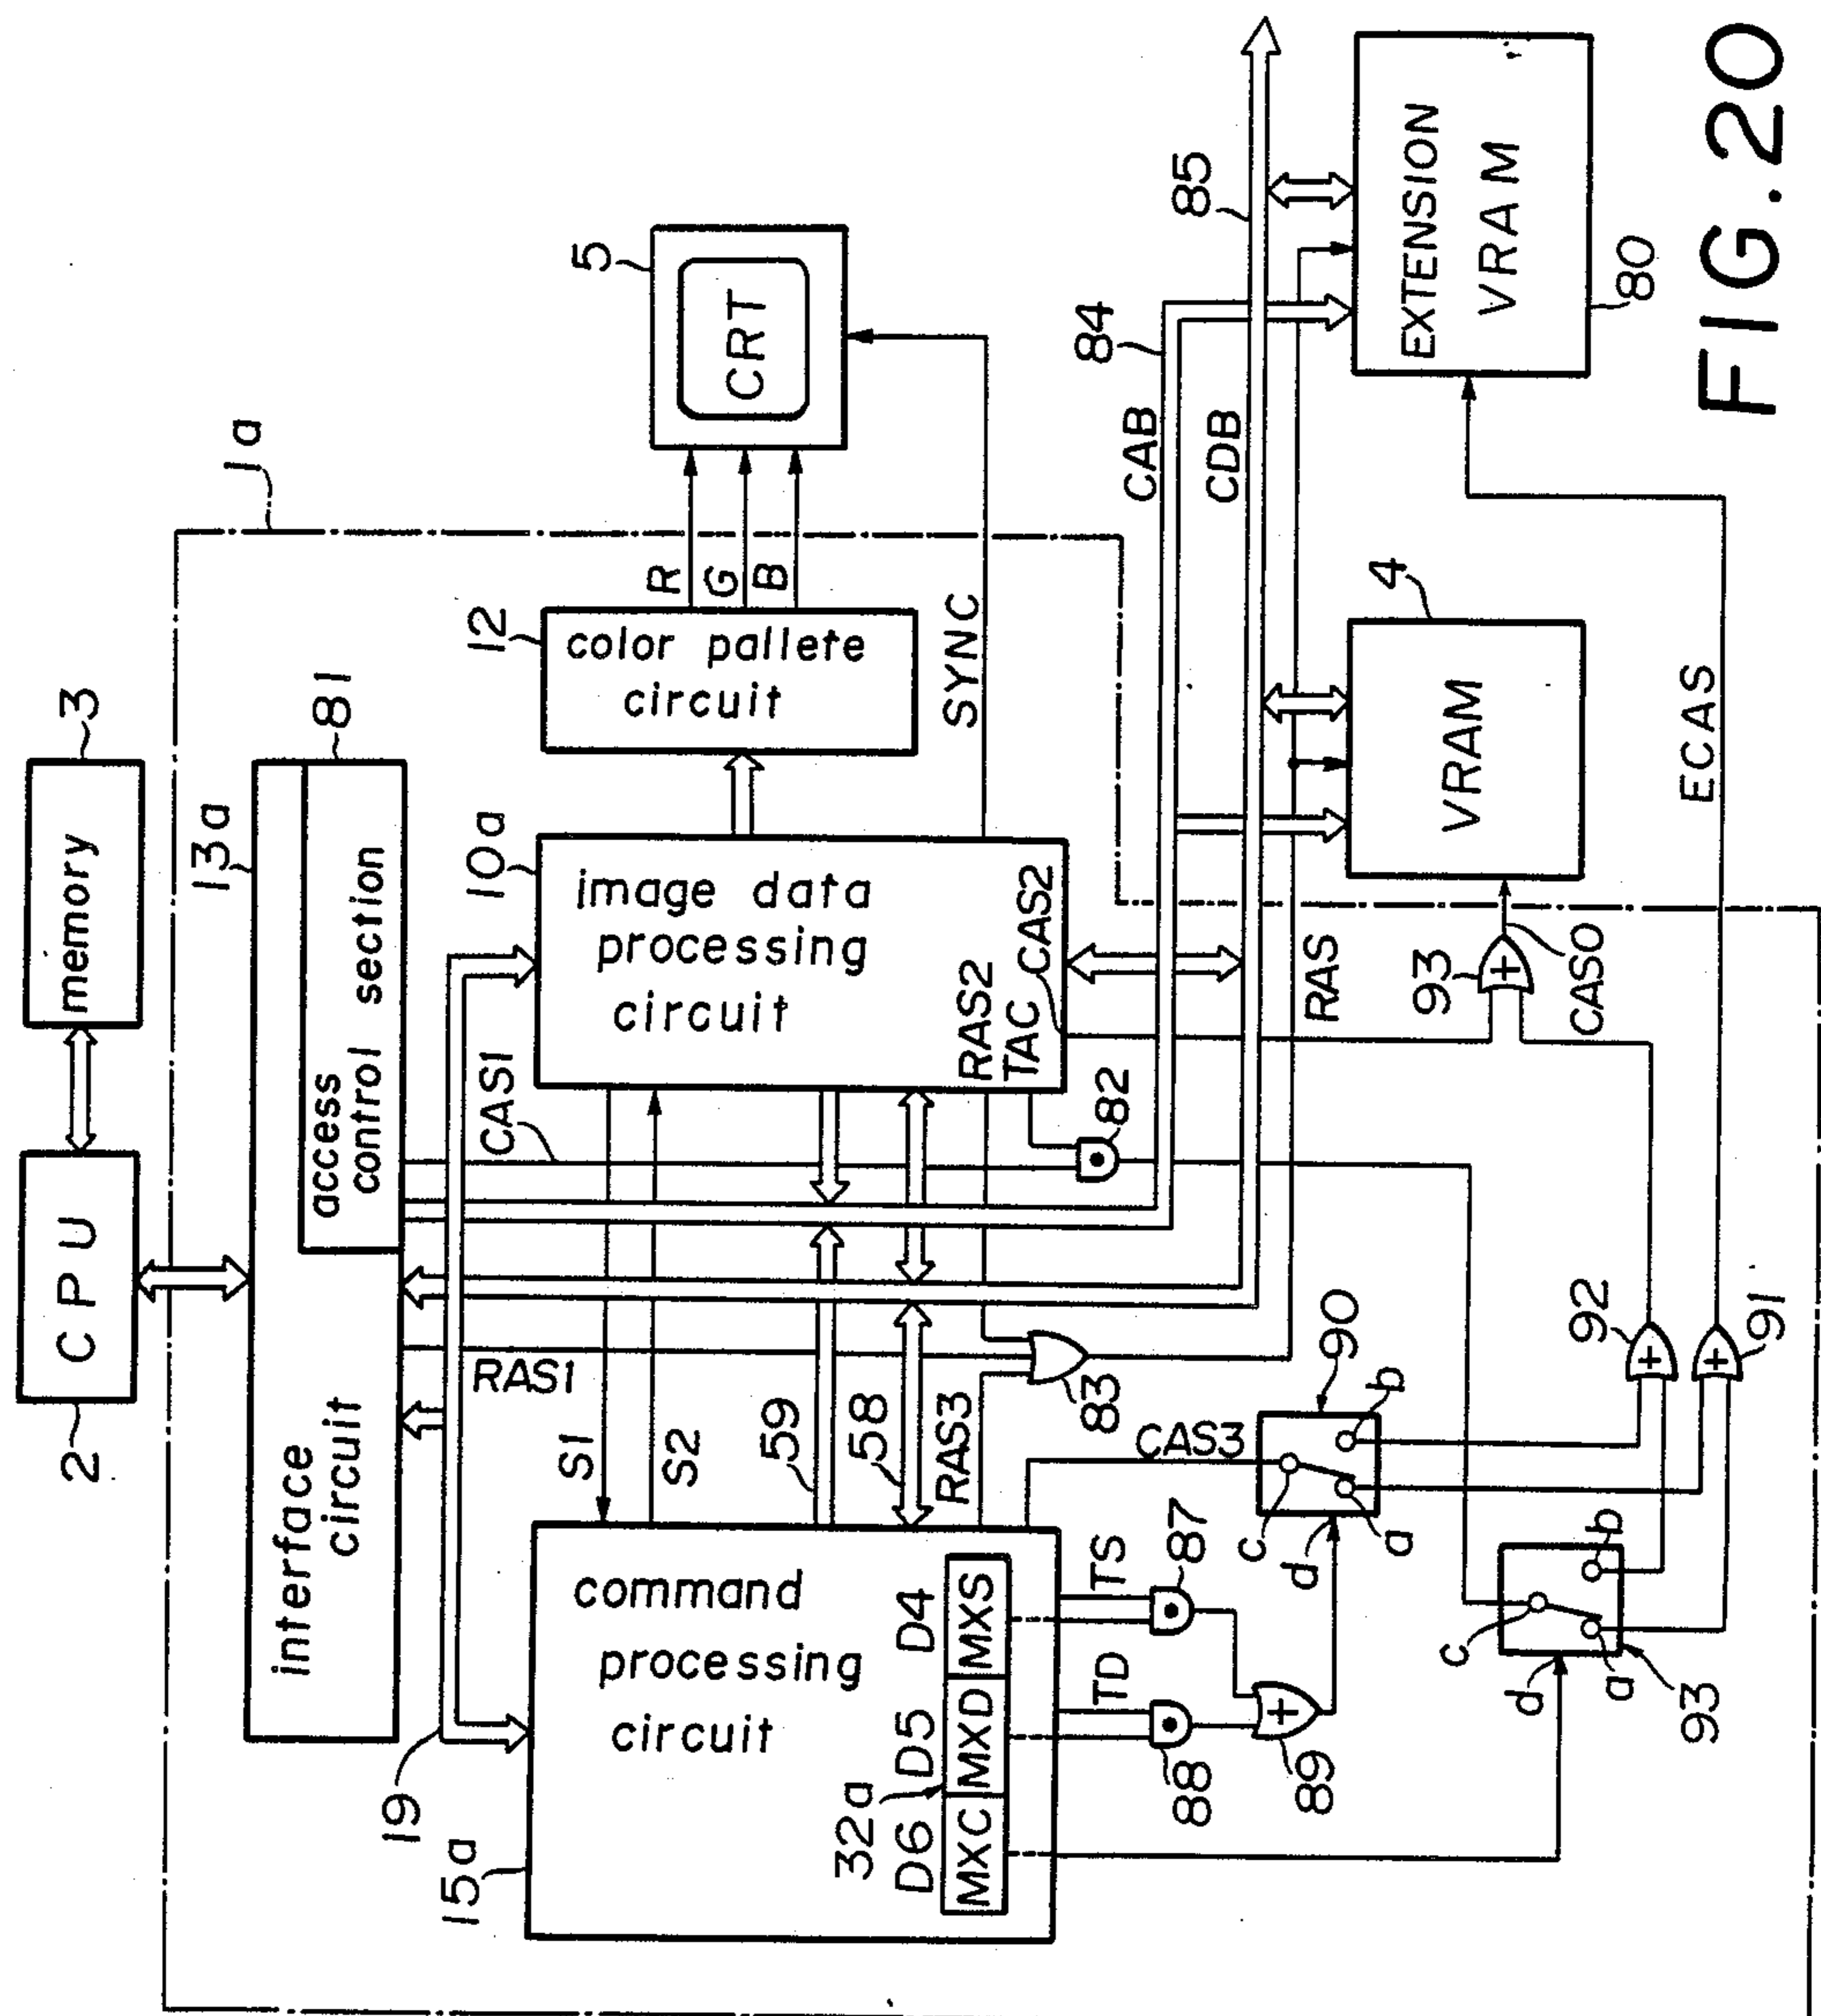 CPU
2
memory
3
1a
interface circuit
13a
access control section
81
19
CAS1
RAS1
S1
S2
59
58
RAS3
15a
command processing circuit
32a
D6
D5
D4
MXC
MXD
MXS
TD
TS
88
87
89
CAS3
90
a
b
c
d
93
a
b
c
d
92
91
83
82
10a
image data processing circuit
RAS2
TAC
CAS2
12
color pallete circuit
R
G
B
SYNC
5
CRT
CAB
84
CDB
85
RAS
93
CAS0
4
VRAM
ECAS
EXTENSION VRAM
80
FIG.20